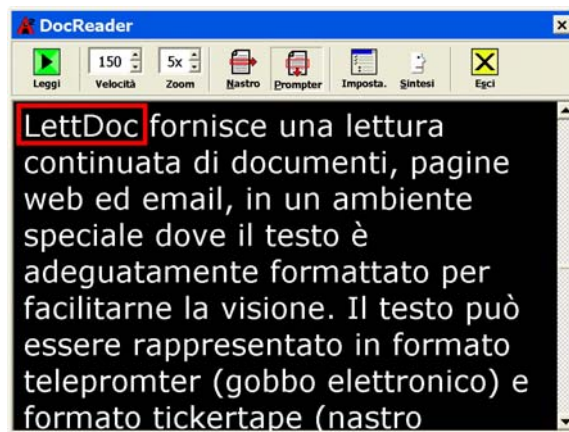 DocReader
150 5x
Leggi Velocità Zoom Nastro Prompter Imposta. Sintesi Esci
LettDoc fornisce una lettura
continuata di documenti, pagine
web ed email, in un ambiente
speciale dove il testo è
adeguatamente formattato per
facilitarne la visione. Il testo può
essere rappresentato in formato
telepromter (gobbo elettronico) e
formato tickertape (nastro